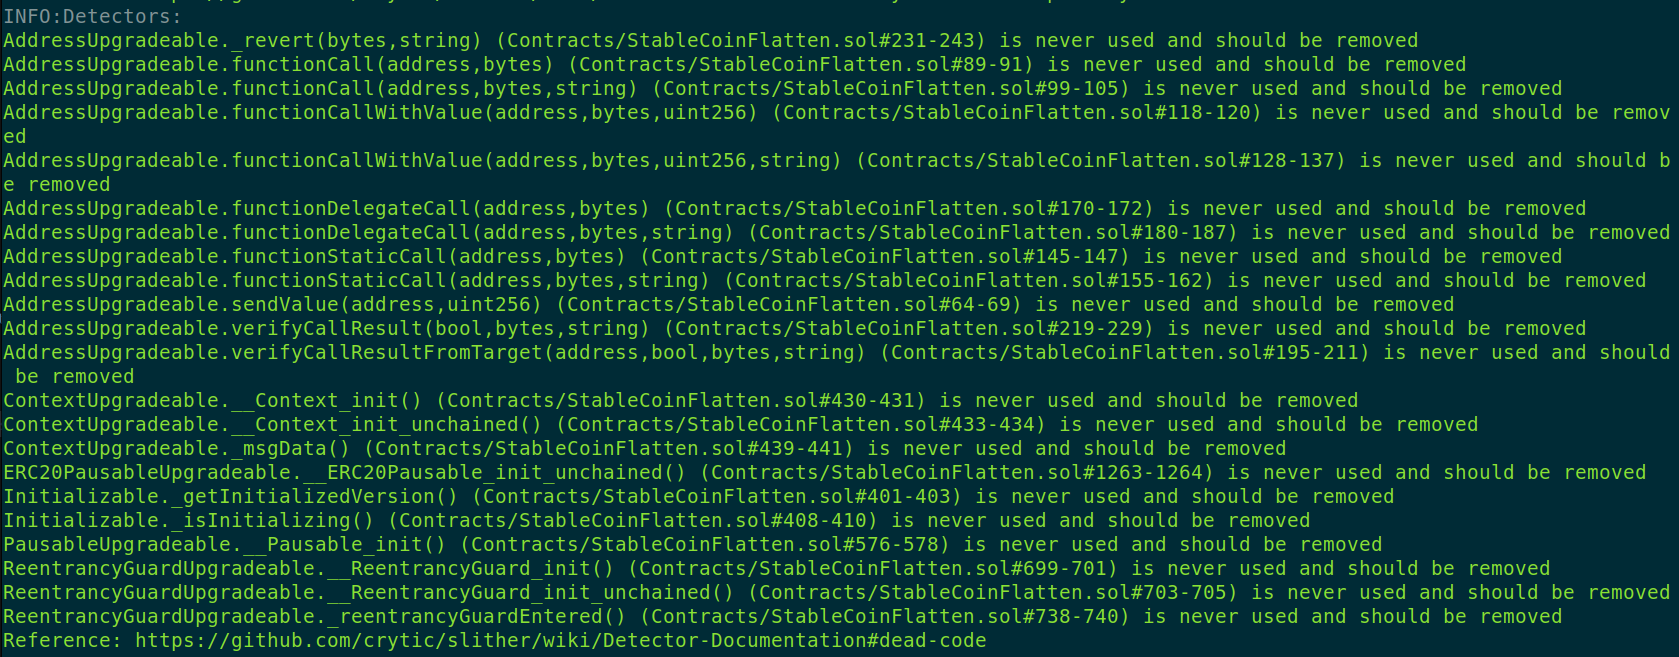 INFO:Detectors:
AddressUpgradeable._revert(bytes,string) (Contracts/StableCoinFlatten.sol#231-243) is never used and should be removed
AddressUpgradeable.functionCall(address,bytes) (Contracts/StableCoinFlatten.sol#89-91) is never used and should be removed
AddressUpgradeable.functionCall(address,bytes,string) (Contracts/StableCoinFlatten.sol#99-105) is never used and should be removed
AddressUpgradeable.functionCallWithValue(address,bytes,uint256) (Contracts/StableCoinFlatten.sol#118-120) is never used and should be remov
ed
AddressUpgradeable.functionCallWithValue(address,bytes,uint256,string) (Contracts/StableCoinFlatten.sol#128-137) is never used and should b
e removed
AddressUpgradeable.functionDelegateCall(address,bytes) (Contracts/StableCoinFlatten.sol#170-172) is never used and should be removed
AddressUpgradeable.functionDelegateCall(address,bytes,string) (Contracts/StableCoinFlatten.sol#180-187) is never used and should be removed
AddressUpgradeable.functionStaticCall(address,bytes) (Contracts/StableCoinFlatten.sol#145-147) is never used and should be removed
AddressUpgradeable.functionStaticCall(address,bytes,string) (Contracts/StableCoinFlatten.sol#155-162) is never used and should be removed
AddressUpgradeable.sendValue(address,uint256) (Contracts/StableCoinFlatten.sol#64-69) is never used and should be removed
AddressUpgradeable.verifyCallResult(bool,bytes,string) (Contracts/StableCoinFlatten.sol#219-229) is never used and should be removed
AddressUpgradeable.verifyCallResultFromTarget(address,bool,bytes,string) (Contracts/StableCoinFlatten.sol#195-211) is never used and should
 be removed
ContextUpgradeable.__Context_init() (Contracts/StableCoinFlatten.sol#430-431) is never used and should be removed
ContextUpgradeable.__Context_init_unchained() (Contracts/StableCoinFlatten.sol#433-434) is never used and should be removed
ContextUpgradeable._msgData() (Contracts/StableCoinFlatten.sol#439-441) is never used and should be removed
ERC20PausableUpgradeable.__ERC20Pausable_init_unchained() (Contracts/StableCoinFlatten.sol#1263-1264) is never used and should be removed
Initializable._getInitializedVersion() (Contracts/StableCoinFlatten.sol#401-403) is never used and should be removed
Initializable._isInitializing() (Contracts/StableCoinFlatten.sol#408-410) is never used and should be removed
PausableUpgradeable.__Pausable_init() (Contracts/StableCoinFlatten.sol#576-578) is never used and should be removed
ReentrancyGuardUpgradeable.__ReentrancyGuard_init() (Contracts/StableCoinFlatten.sol#699-701) is never used and should be removed
ReentrancyGuardUpgradeable.__ReentrancyGuard_init_unchained() (Contracts/StableCoinFlatten.sol#703-705) is never used and should be removed
ReentrancyGuardUpgradeable._reentrancyGuardEntered() (Contracts/StableCoinFlatten.sol#738-740) is never used and should be removed
Reference: https://github.com/crytic/slither/wiki/Detector-Documentation#dead-code